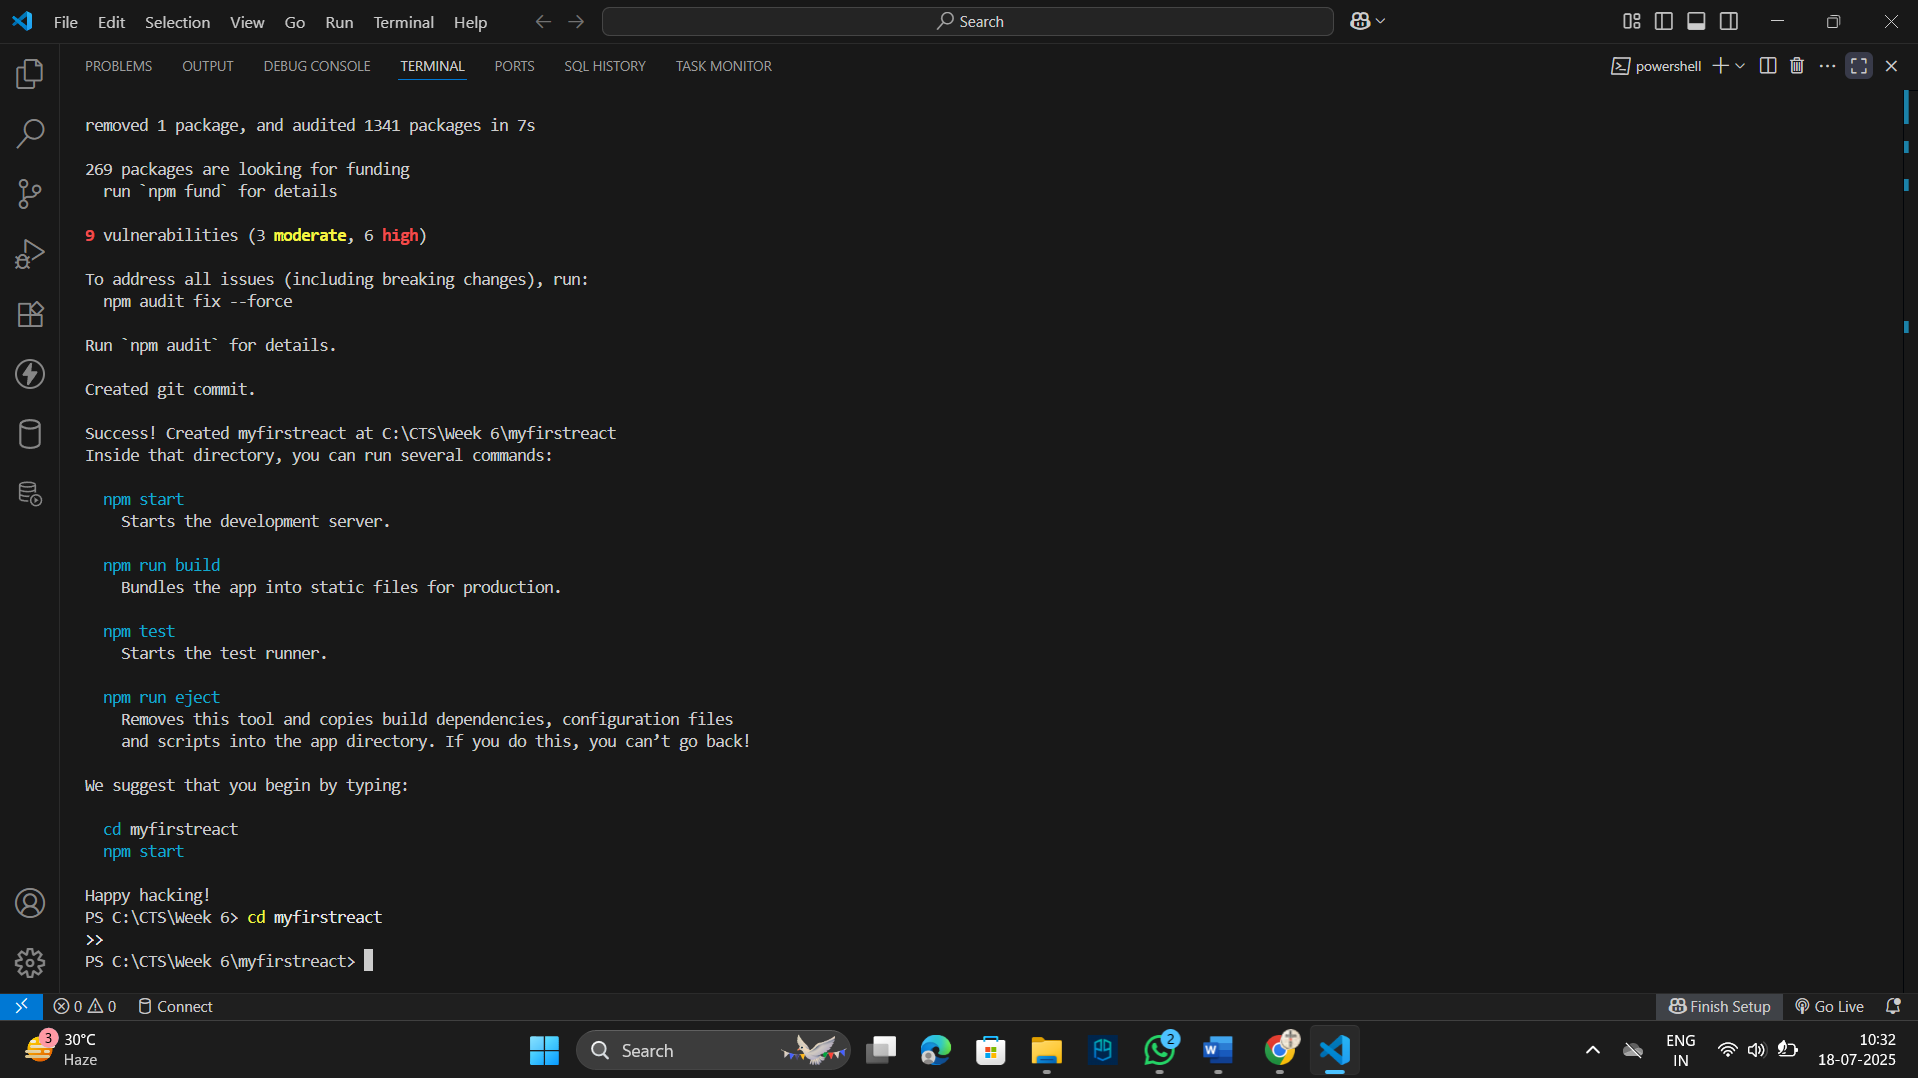 File Edit Selection View Go Run Terminal Help Search
PROBLEMS OUTPUT DEBUG CONSOLE TERMINAL PORTS SQL HISTORY TASK MONITOR powershell
removed 1 package, and audited 1341 packages in 7s
269 packages are looking for funding
run `npm fund` for details
9 vulnerabilities (3 moderate, 6 high)
To address all issues (including breaking changes), run:
npm audit fix --force
Run `npm audit` for details.
Created git commit.
Success! Created myfirstreact at C:\CTS\Week 6\myfirstreact
Inside that directory, you can run several commands:
npm start
Starts the development server.
npm run build
Bundles the app into static files for production.
npm test
Starts the test runner.
npm run eject
Removes this tool and copies build dependencies, configuration files
and scripts into the app directory. If you do this, you can’t go back!
We suggest that you begin by typing:
cd myfirstreact
npm start
Happy hacking!
PS C:\CTS\Week 6> cd myfirstreact
>>
PS C:\CTS\Week 6\myfirstreact>
0 0 Connect Finish Setup Go Live
3 30°C
Haze
Search
2
ENG
IN
10:32
18-07-2025